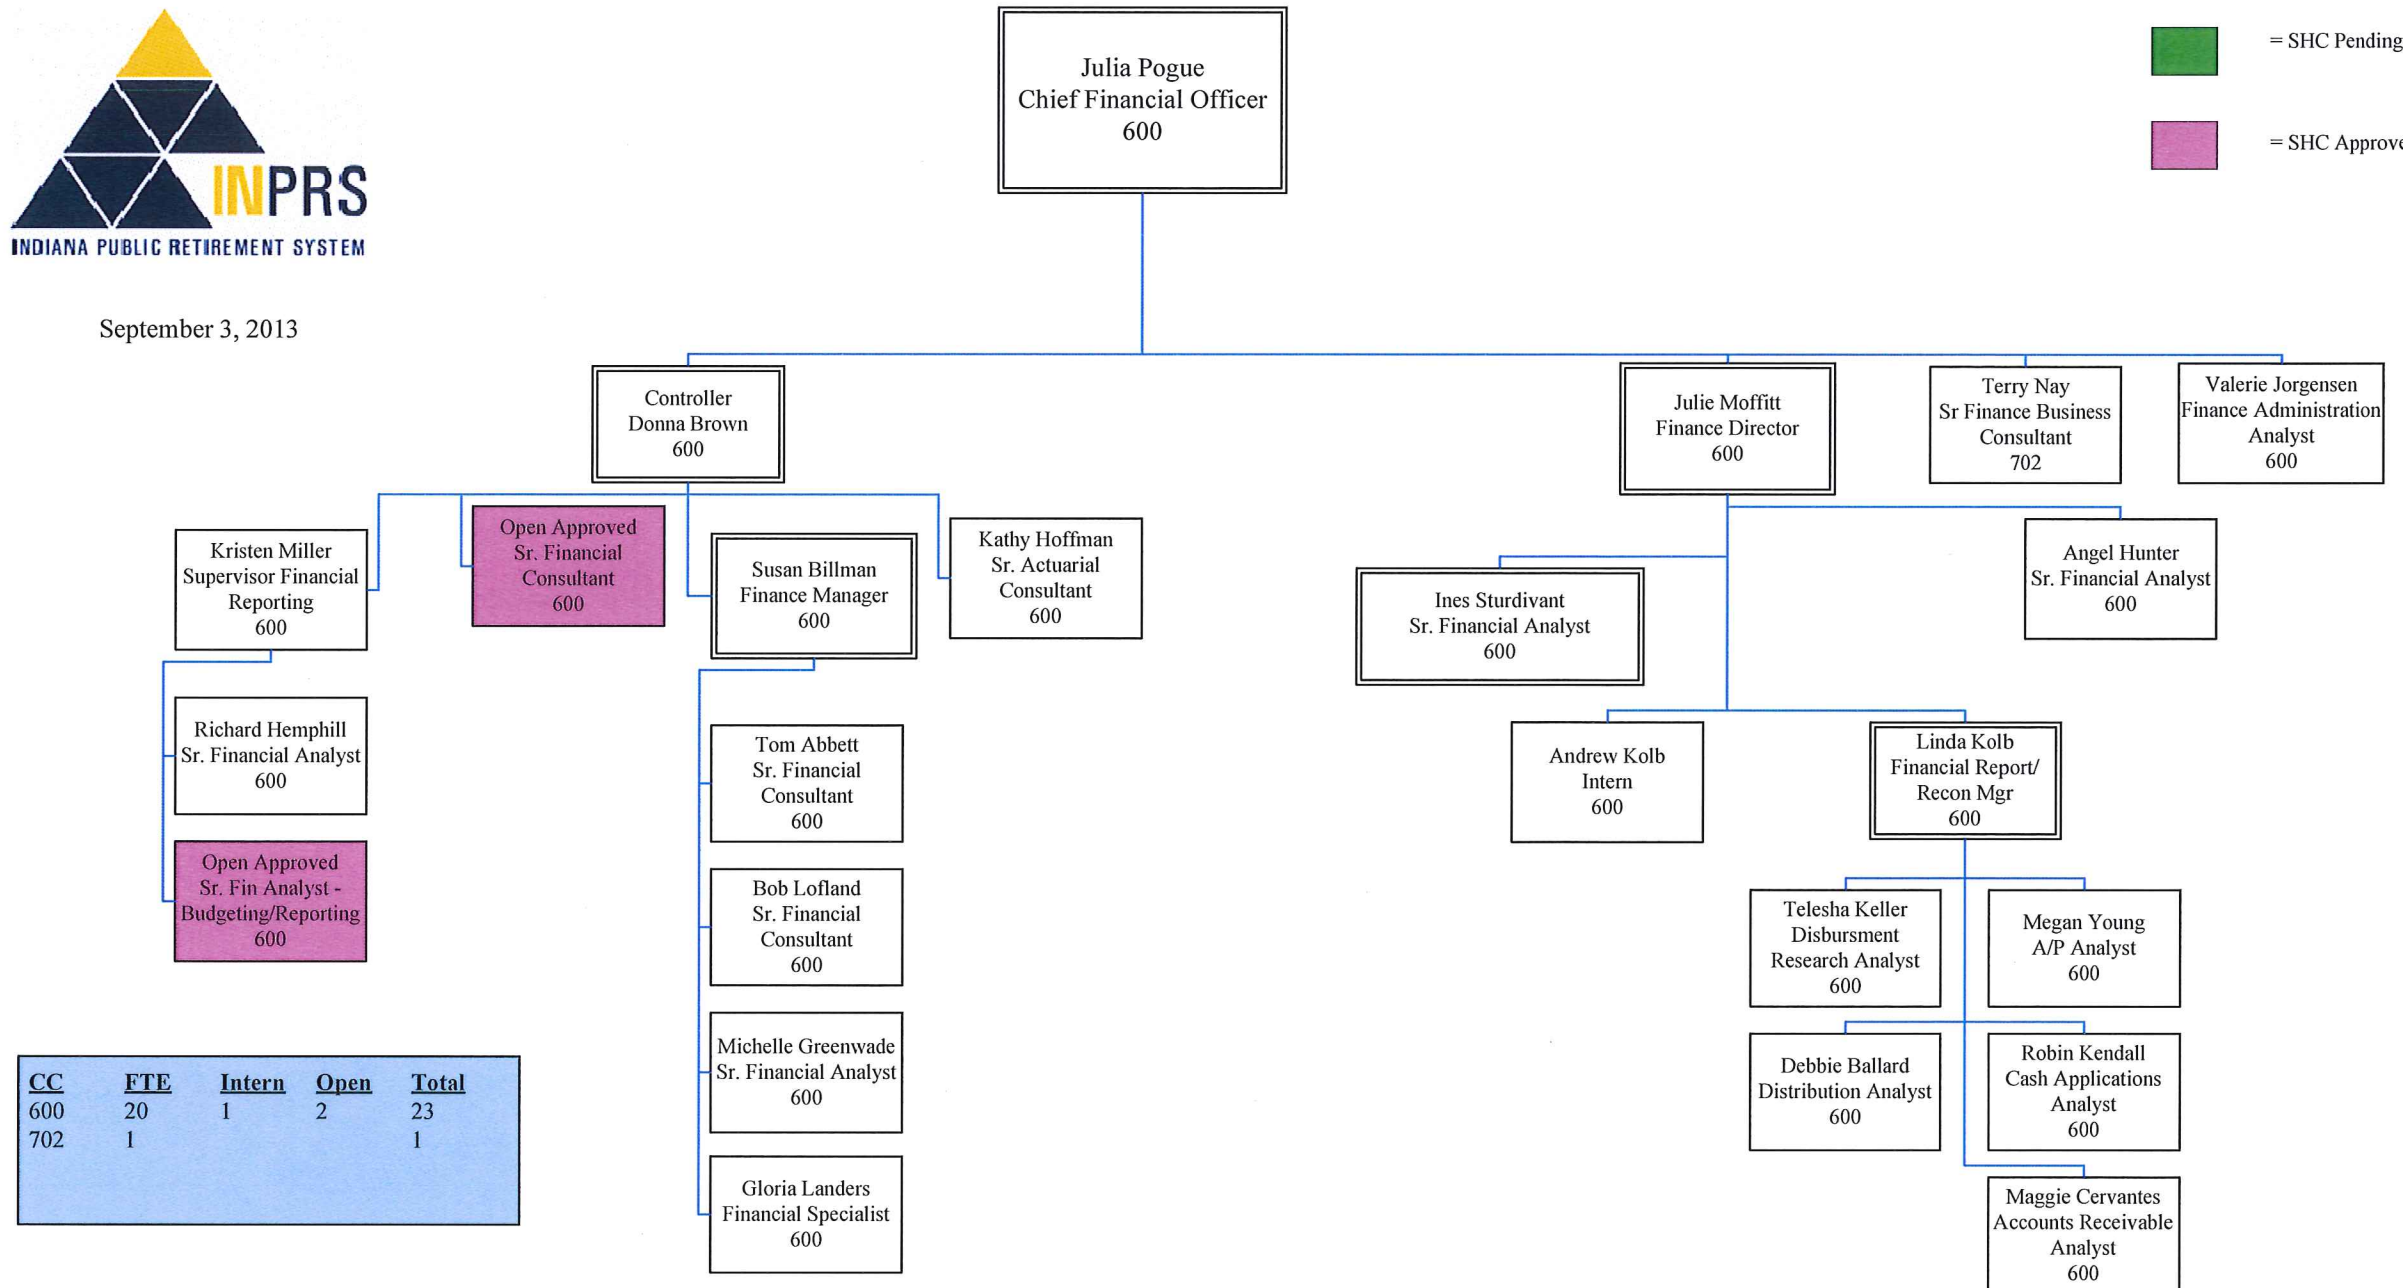 INPRS
INDIANA PUBLIC RETIREMENT SYSTEM
September 3, 2013
Julia Pogue
Chief Financial Officer
600
= SHC Pending
= SHC Approve
Controller
Donna Brown
600
Julie Moffitt
Finance Director
600
Terry Nay
Sr Finance Business
Consultant
702
Valerie Jorgensen
Finance Administration
Analyst
600
Kristen Miller
Supervisor Financial
Reporting
600
Open Approved
Sr. Financial
Consultant
600
Susan Billman
Finance Manager
600
Kathy Hoffman
Sr. Actuarial
Consultant
600
Ines Sturdivant
Sr. Financial Analyst
600
Angel Hunter
Sr. Financial Analyst
600
Richard Hemphill
Sr. Financial Analyst
600
Open Approved
Sr. Fin Analyst -
Budgeting/Reporting
600
Tom Abbett
Sr. Financial
Consultant
600
Bob Lofland
Sr. Financial
Consultant
600
Michelle Greenwade
Sr. Financial Analyst
600
Gloria Landers
Financial Specialist
600
Andrew Kolb
Intern
600
Linda Kolb
Financial Report/
Recon Mgr
600
Telesha Keller
Disbursment
Research Analyst
600
Megan Young
A/P Analyst
600
Debbie Ballard
Distribution Analyst
600
Robin Kendall
Cash Applications
Analyst
600
Maggie Cervantes
Accounts Receivable
Analyst
600
CC FTE Intern Open Total
600 20 1 2 23
702 1 1